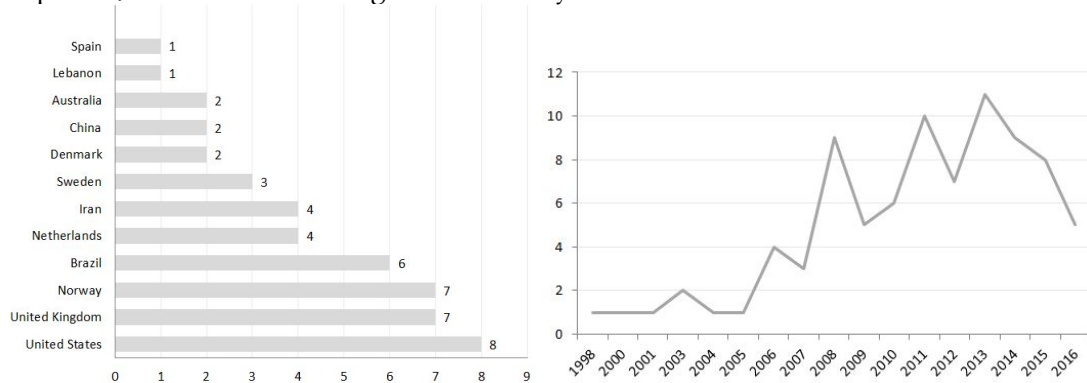 Spain 1
Lebanon 1
Australia 2
China 2
Denmark 2
Sweden 3
Iran 4
Netherlands 4
Brazil 6
Norway 7
United Kingdom 7
United States 8
0 1 2 3 4 5 6 7 8 9
12
10
8
6
4
2
0
1998 2000 2001 2003 2004 2005 2006 2007 2008 2009 2010 2011 2012 2013 2014 2015 2016